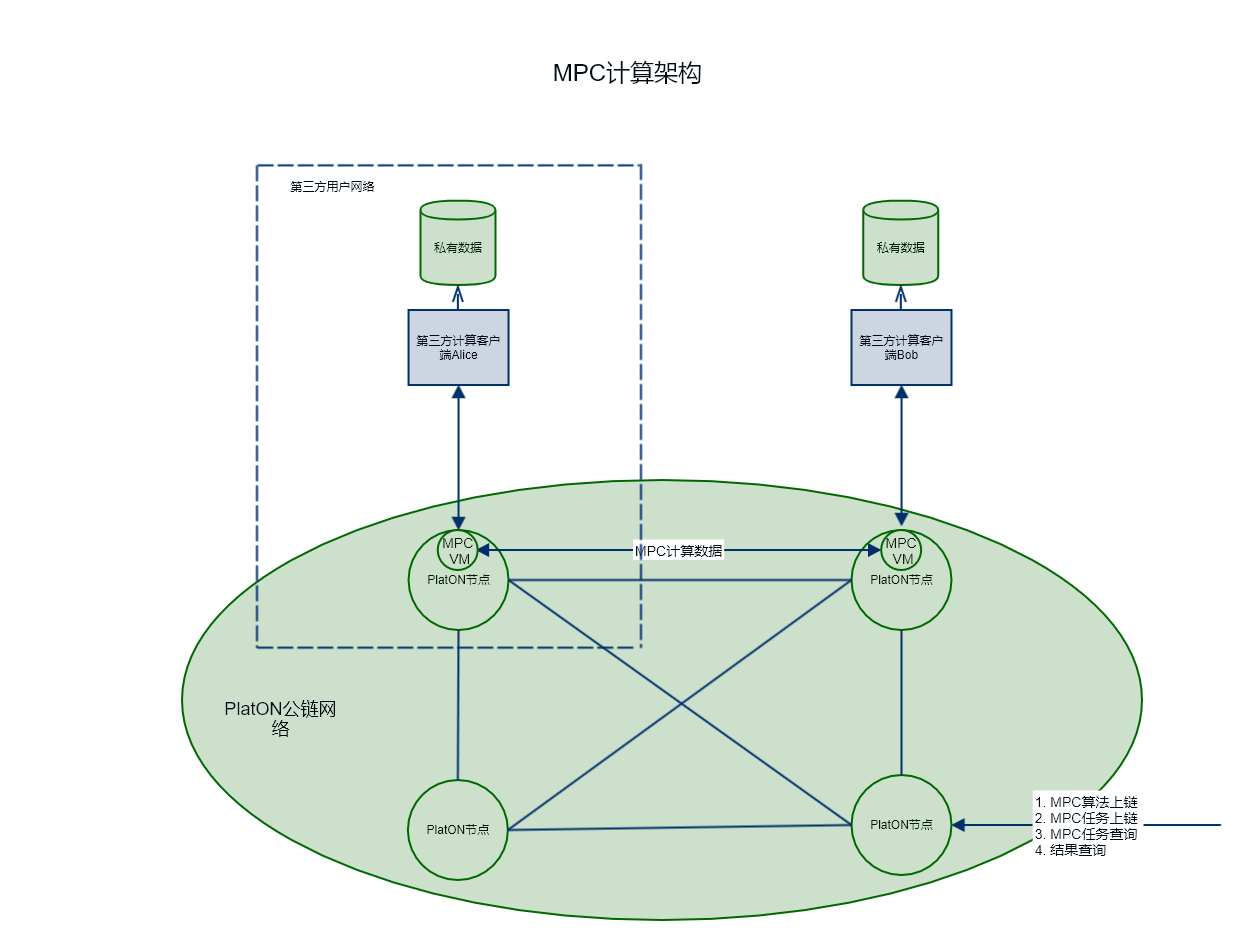 MPC计算架构
第三方用户网络
私有数据
私有数据
第三方计算客户
端Alice
第三方计算客户
端Bob
MPC
VM
PlatON节点
MPC计算数据
MPC
VM
PlatON节点
PlatON公链网
络
PlatON节点
PlatON节点
1. MPC算法上链
2. MPC任务上链
3. MPC任务查询
4. 结果查询